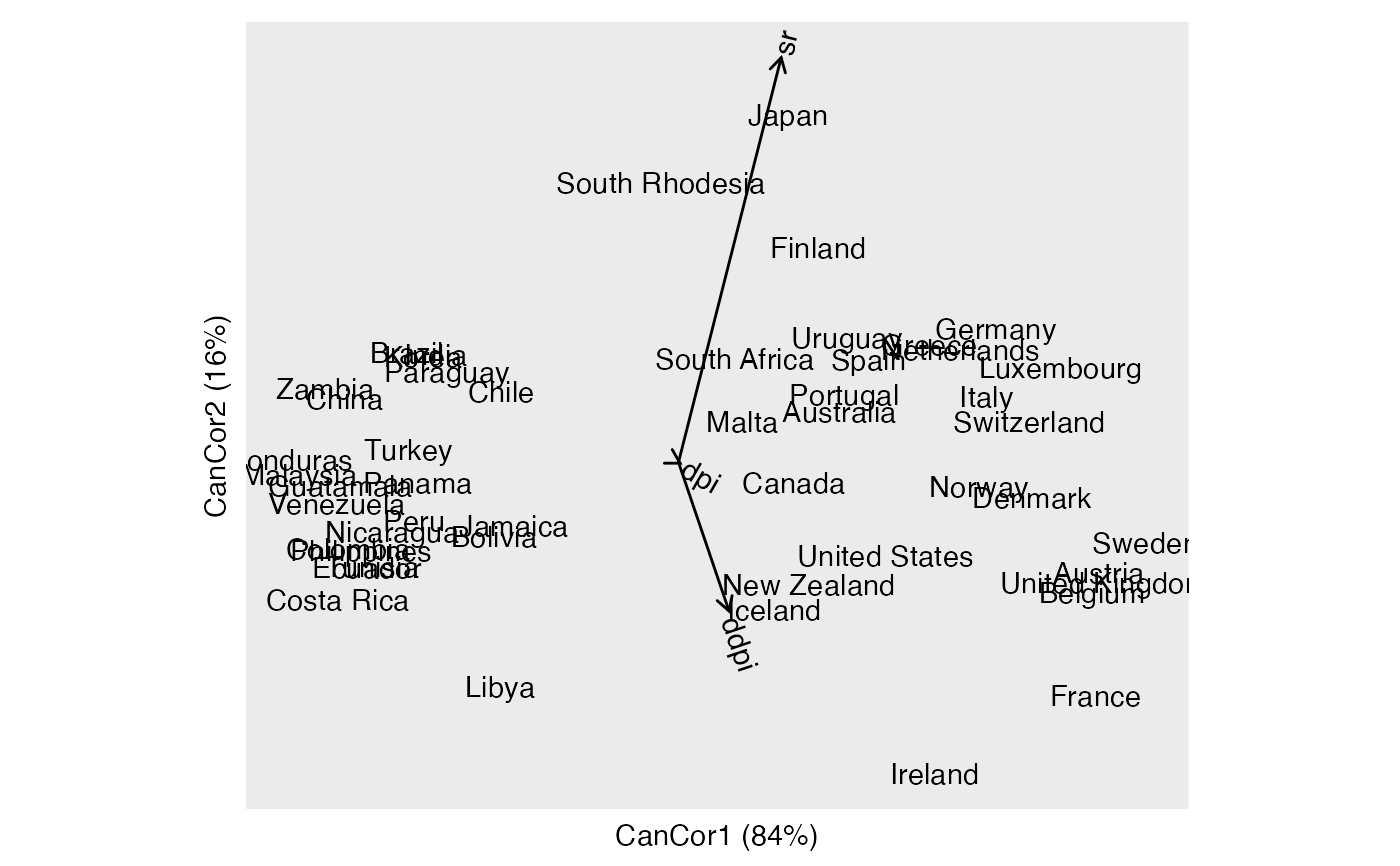 sr
Japan
South Rhodesia
Finland
Germany
Uruguay
Greece
Netherlands
Brazil
Korea
South Africa
Spain
Luxembourg
Paraguay
Zambia
Chile
China
Portugal
Italy
Australia
Malta
Switzerland
Turkey
onduras
Malaysia
dpi
Guatamala
Panama
Canada
Norway
Denmark
Venezuela
Peru
Jamaica
Nicaragua
Bolivia
Colombia
Philippines
United States
Sweden
Ecuador
Tunisia
Austria
United Kingdom
New Zealand
Belgium
Costa Rica
Iceland
ddpi
Libya
France
Ireland
CanCor1 (84%)
CanCor2 (16%)